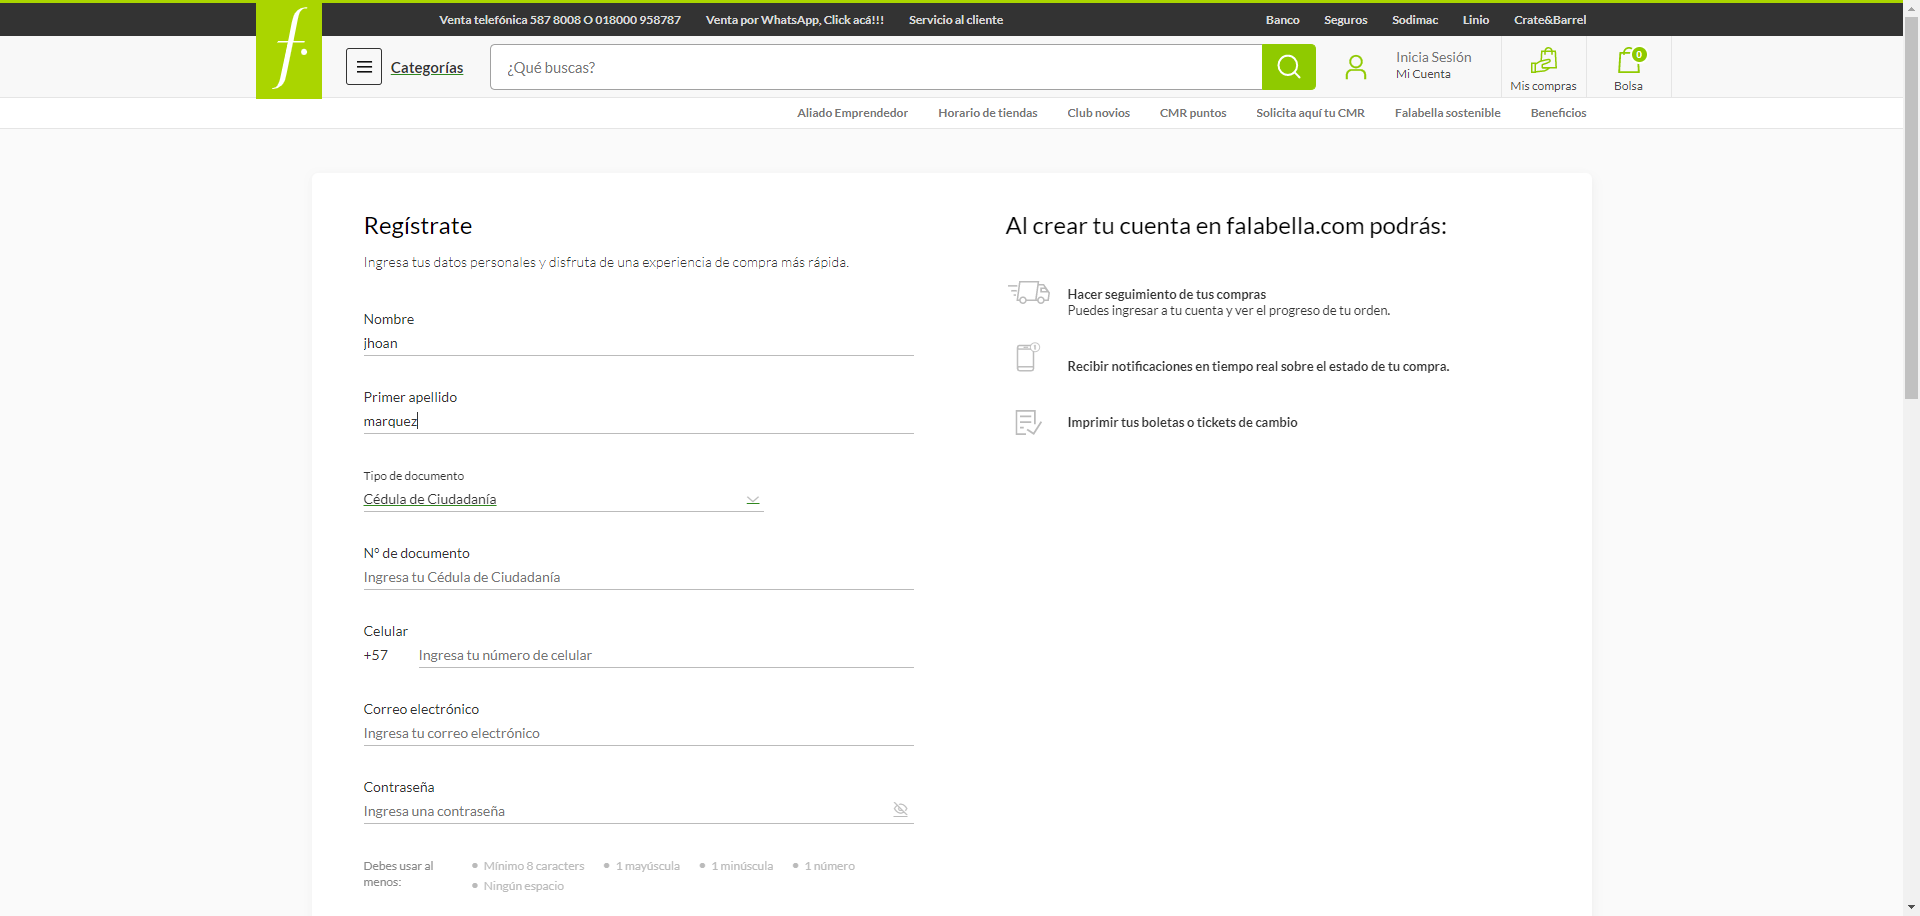 Venta telefónica 587 8008 O 018000 958787 Venta por WhatsApp, Click acá!!! Servicio al cliente Banco Seguros Sodimac Linio Crate&Barrel
f.
Categorías ¿Qué buscas? Inicia Sesión
Mi Cuenta
Mis compras
0
Bolsa
Aliado Emprendedor Horario de tiendas Club novios CMR puntos Solicita aquí tu CMR Falabella sostenible Beneficios
Regístrate
Ingresa tus datos personales y disfruta de una experiencia de compra más rápida.
Nombre
jhoan
Primer apellido
marquez
Tipo de documento
Cédula de Ciudadanía
N° de documento
Ingresa tu Cédula de Ciudadanía
Celular
+57 Ingresa tu número de celular
Correo electrónico
Ingresa tu correo electrónico
Contraseña
Ingresa una contraseña
Debes usar al menos:
• Mínimo 8 caracters • 1 mayúscula • 1 minúscula • 1 número
• Ningún espacio
Al crear tu cuenta en falabella.com podrás:
Hacer seguimiento de tus compras
Puedes ingresar a tu cuenta y ver el progreso de tu orden.
Recibir notificaciones en tiempo real sobre el estado de tu compra.
Imprimir tus boletas o tickets de cambio